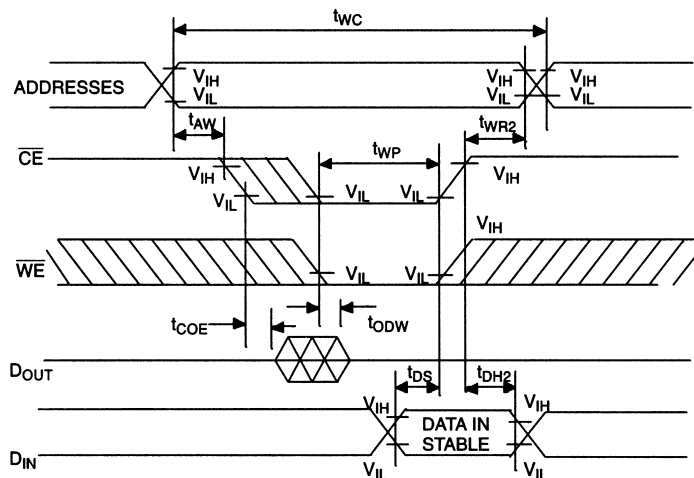 tWC
ADDRESSES
VIH VIH VIH
VIL VIL VIL
tAW tWR2
CE tWP
VIH VIH
VIL VIL VIL
VIH
WE VIL VIL
tCOE tODW
DOUT
tDS tDH2
VIH DATA IN VIH
STABLE
DIN
VIL VIL